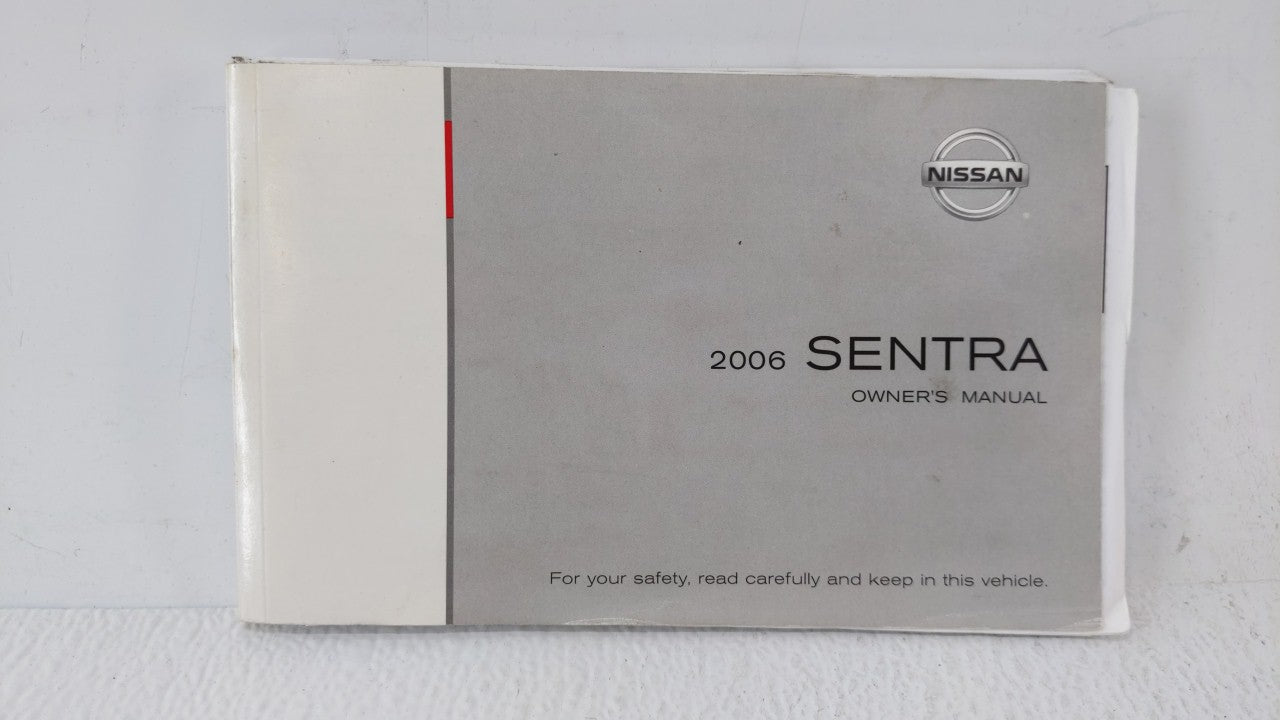 NISSAN
2006 SENTRA
OWNER'S MANUAL
For your safety, read carefully and keep in this vehicle.